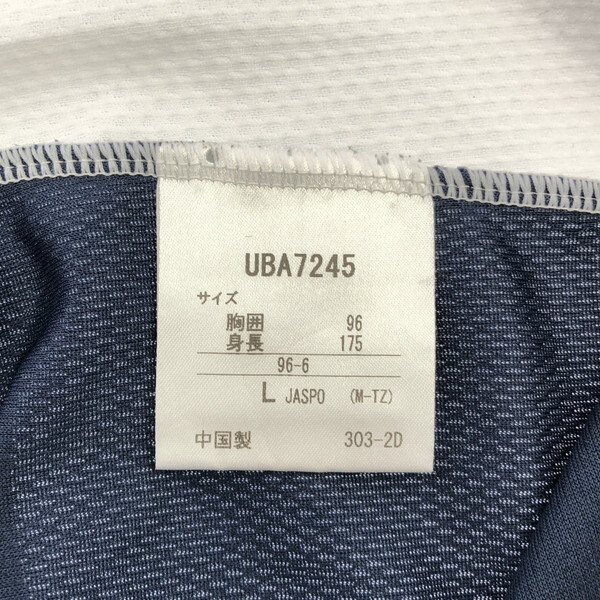 UBA7245
サイズ
胸囲 96
身長 175
96-6
L JASPO (M-TZ)
中国製 303-2D